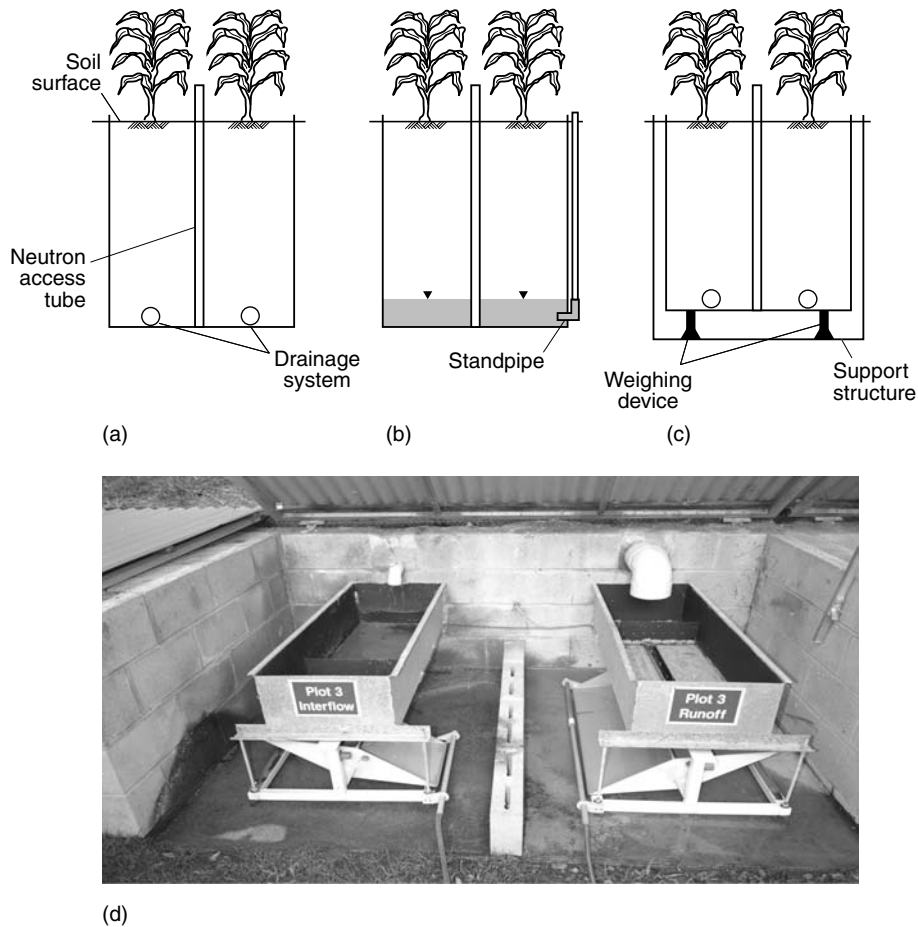 Soil
surface
Neutron
access
tube
Drainage
system
Standpipe
Weighing
device
Support
structure
(a)
(b)
(c)
Plot 3
Interflow
Plot 3
Runoff
(d)